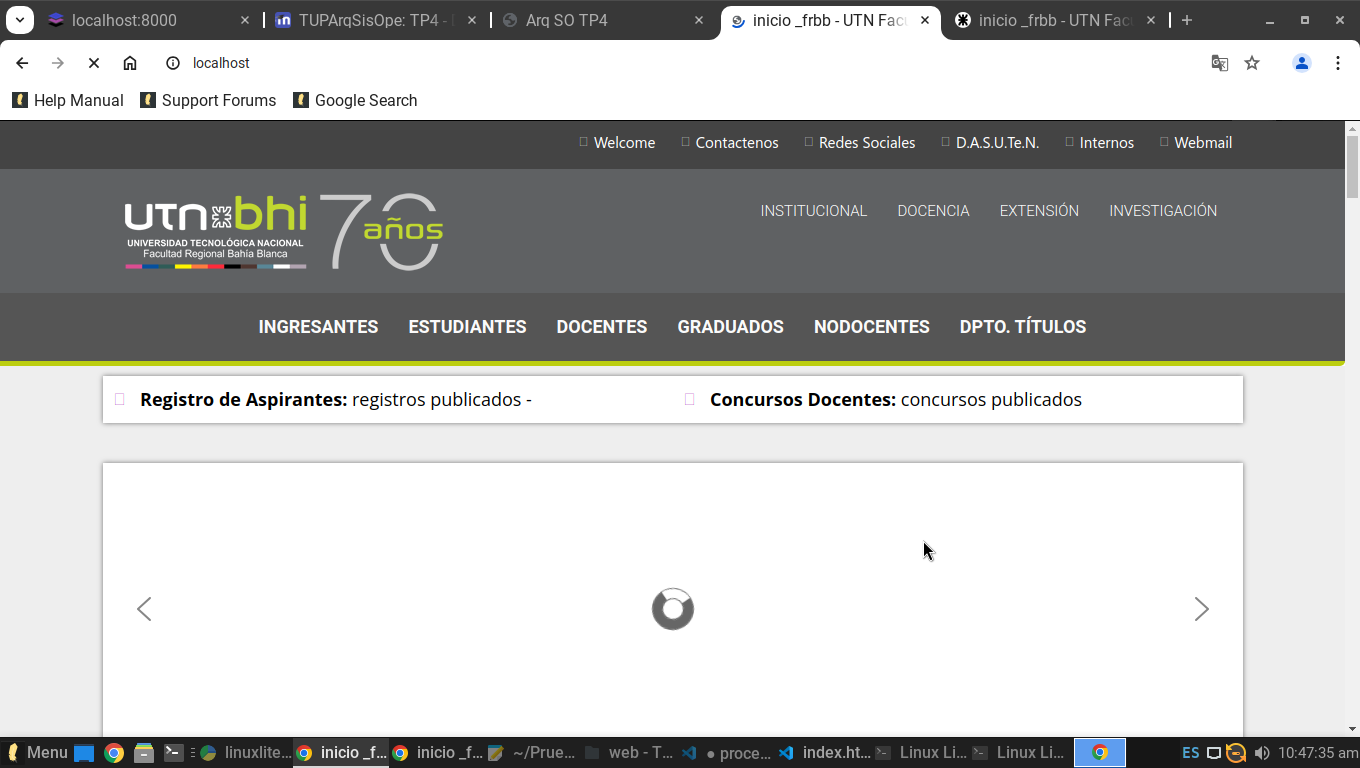 localhost:8000
TUPArqSisOpe: TP4 -
Arq SO TP4
inicio _frbb - UTN Facu
inicio _frbb - UTN Facu
localhost
Help Manual
Support Forums
Google Search
Welcome
Contactenos
Redes Sociales
D.A.S.U.Te.N.
Internos
Webmail
utn bhi 70 años
UNIVERSIDAD TECNOLÓGICA NACIONAL
Facultad Regional Bahía Blanca
INSTITUCIONAL
DOCENCIA
EXTENSIÓN
INVESTIGACIÓN
INGRESANTES
ESTUDIANTES
DOCENTES
GRADUADOS
NODOCENTES
DPTO. TÍTULOS
Registro de Aspirantes: registros publicados -
Concursos Docentes: concursos publicados
Menu
linuxlite...
inicio _f...
inicio _f...
~/Prue...
web - T...
● proce...
index.ht...
Linux Li...
Linux Li...
ES
10:47:35 am